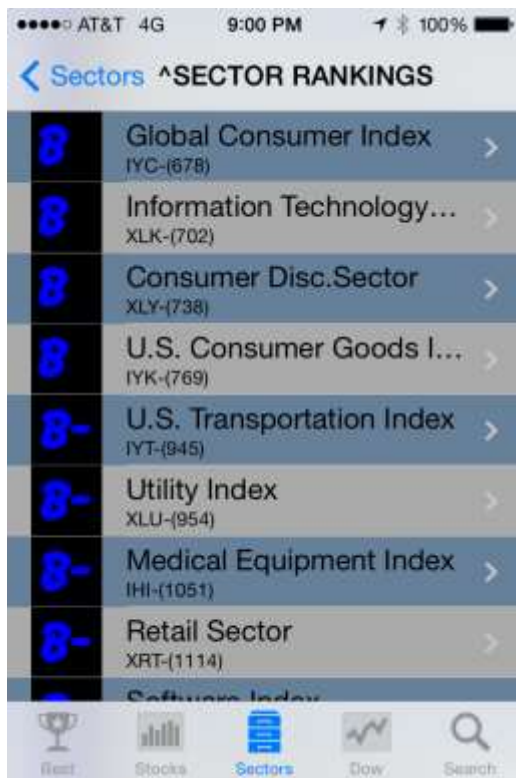 AT&T 4G 9:00 PM 100%
Sectors ^SECTOR RANKINGS
8 Global Consumer Index
IYC-(678)
8 Information Technology...
XLK-(702)
8 Consumer Disc.Sector
XLY-(738)
8 U.S. Consumer Goods I...
IYK-(769)
8- U.S. Transportation Index
IYT-(945)
8- Utility Index
XLU-(954)
8- Medical Equipment Index
IHI-(1051)
8- Retail Sector
XRT-(1114)
Software Index
Best Stocks Sectors Dow Search